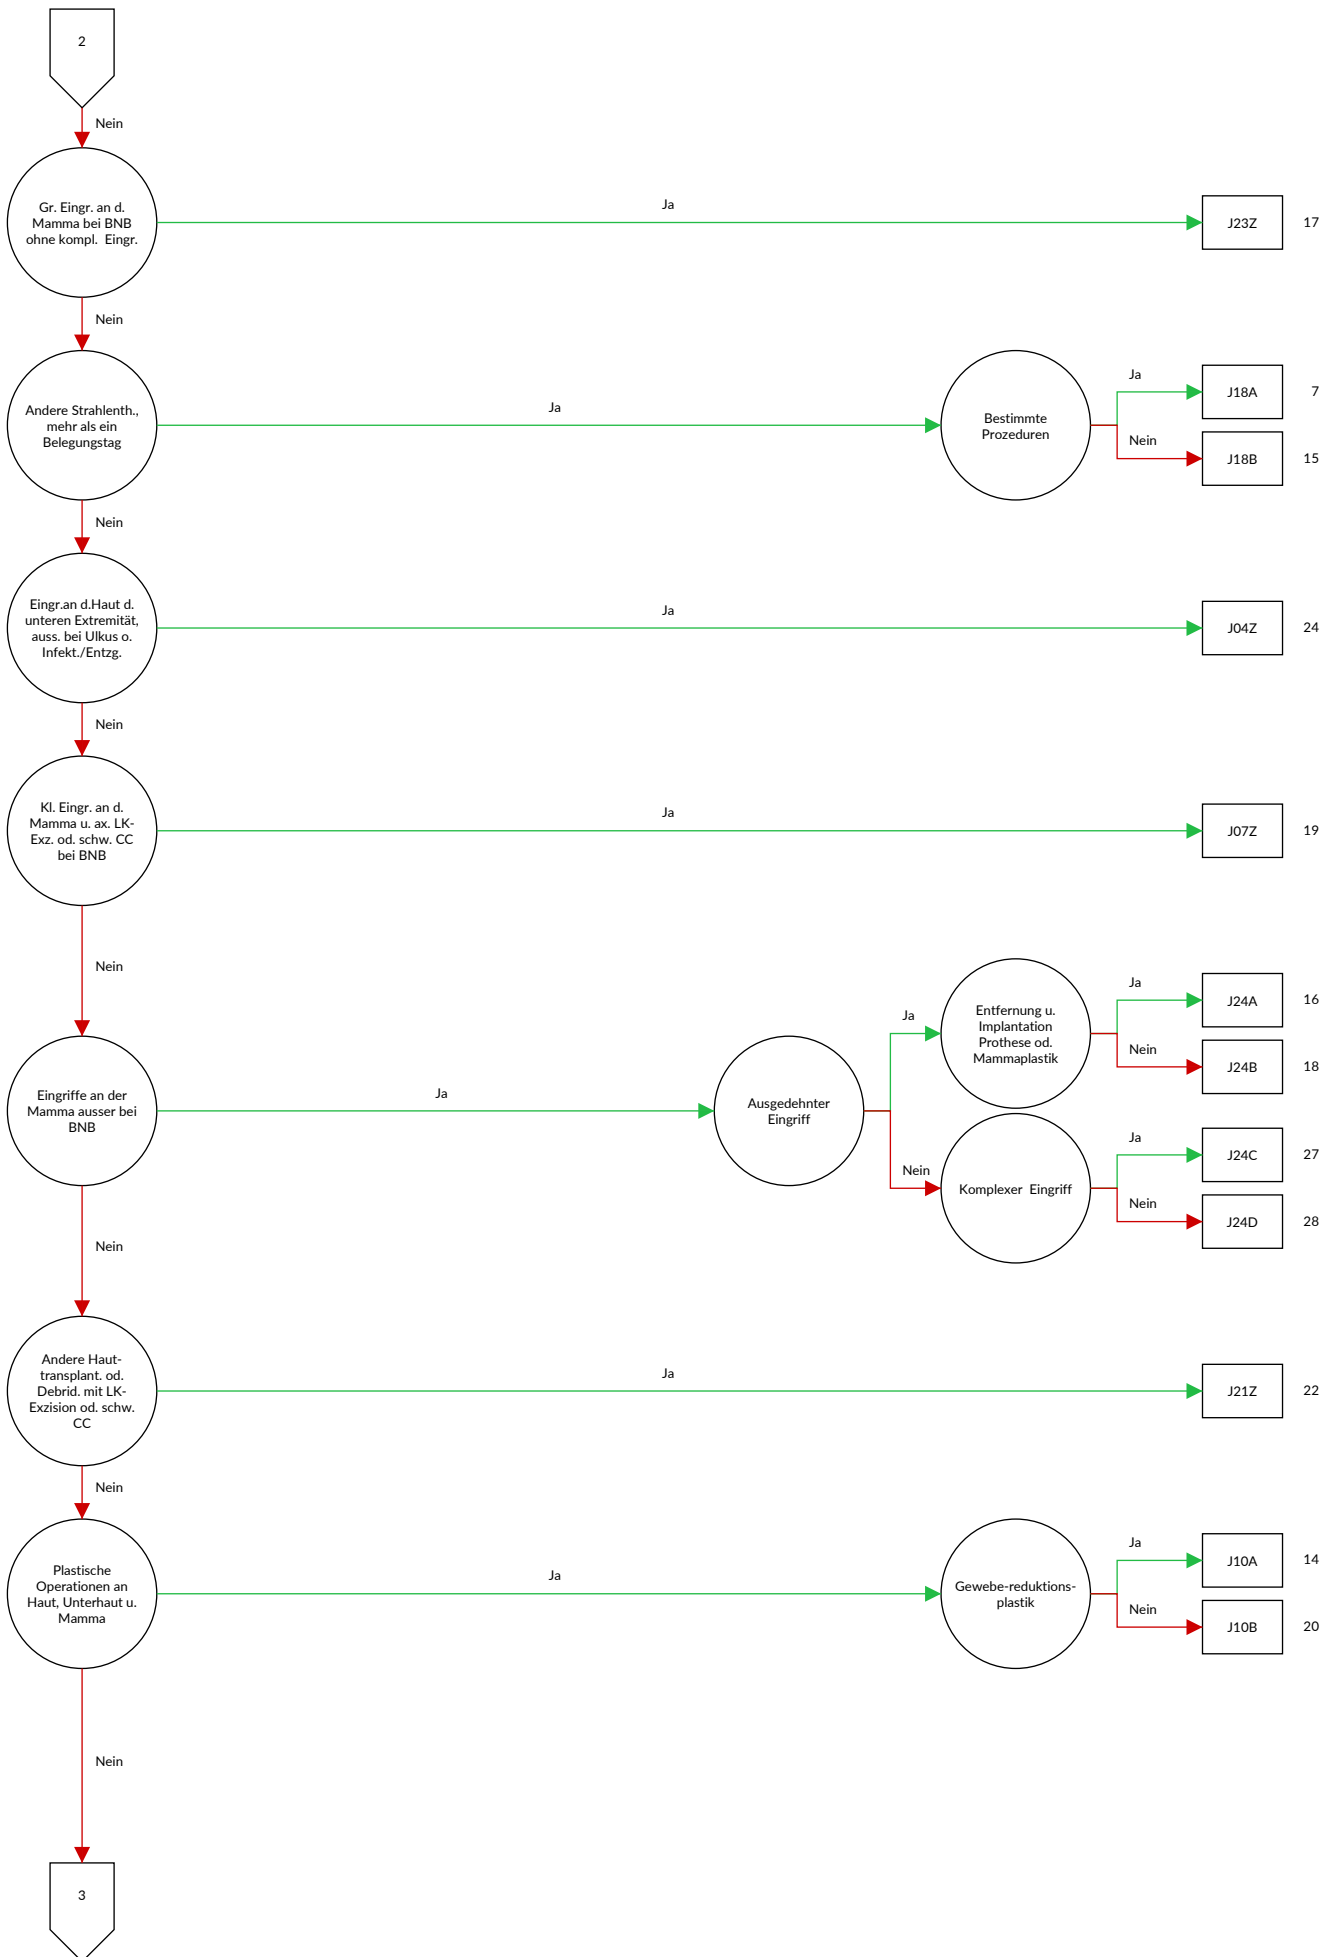 2
Nein
Gr. Eingr. an d.
Mamma bei BNB
ohne kompl. Eingr.
Ja
J23Z
17
Nein
Andere Strahlenth.,
mehr als ein
Belegungstag
Ja
Bestimmte
Prozeduren
Ja
J18A
7
Nein
J18B
15
Nein
Eingr.an d.Haut d.
unteren Extremität,
auss. bei Ulkus o.
Infekt./Entzg.
Ja
J04Z
24
Nein
Kl. Eingr. an d.
Mamma u. ax. LK-
Exz. od. schw. CC
bei BNB
Ja
J07Z
19
Nein
Eingriffe an der
Mamma ausser bei
BNB
Ja
Ausgedehnter
Eingriff
Ja
Entfernung u.
Implantation
Prothese od.
Mammaplastik
Ja
J24A
16
Nein
J24B
18
Nein
Komplexer Eingriff
Ja
J24C
27
Nein
J24D
28
Nein
Andere Haut-
transplant. od.
Debrid. mit LK-
Exzision od. schw.
CC
Ja
J21Z
22
Nein
Plastische
Operationen an
Haut, Unterhaut u.
Mamma
Ja
Gewebe-reduktions-
plastik
Ja
J10A
14
Nein
J10B
20
Nein
3